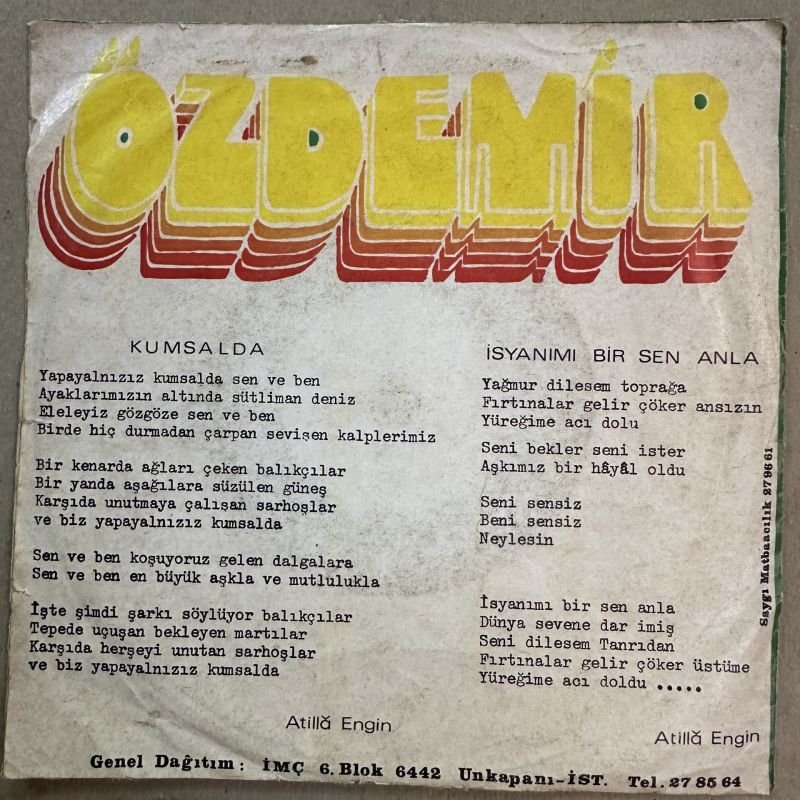 ÖZDEMİR
KUMSALDA
Yapayalnızız kumsalda sen ve ben
Ayaklarımızın altında sütliman deniz
Eleleyiz gözgöze sen ve ben
Birde hiç durmadan çarpan sevişen kalplerimiz
Bir kenarda ağları çeken balıkçılar
Bir yanda aşağılara süzülen güneş
Karşıda unutmaya çalışan sarhoşlar
ve biz yapayalnızız kumsalda
Sen ve ben koşuyoruz gelen dalgalara
Sen ve ben en büyük aşkla ve mutlulukla
İşte şimdi şarkı söylüyor balıkçılar
Tepede uçuşan bekleyen martılar
Karşıda herşeyi unutan sarhoşlar
ve biz yapayalnızız kumsalda
Atillâ Engin
İSYANIMI BİR SEN ANLA
Yağmur dilesem toprağa
Fırtınalar gelir çöker ansızın
Yüreğime acı dolu
Seni bekler seni ister
Aşkımız bir hâyâl oldu
Seni sensiz
Beni sensiz
Neylesin
İsyanımı bir sen anla
Dünya sevene dar imiş
Seni dilesem Tanrıdan
Fırtınalar gelir çöker üstüme
Yüreğime acı doldu .....
Atillâ Engin
Saygı Matbaacılık 27 96 61
Genel Dağıtım: İMÇ 6. Blok 6442 Unkapanı-İST. Tel. 27 85 64